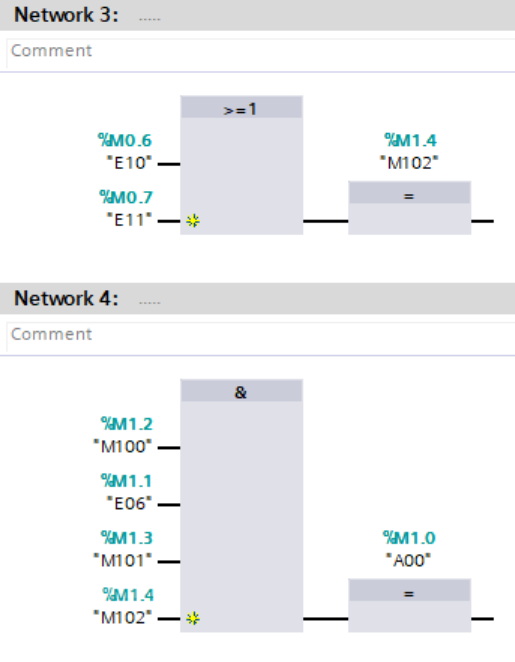 Network 3: .....
Comment
>=1
%M0.6
"E10"
%M0.7
"E11"
%M1.4
"M102"
=
Network 4: .....
Comment
&
%M1.2
"M100"
%M1.1
"E06"
%M1.3
"M101"
%M1.4
"M102"
%M1.0
"A00"
=